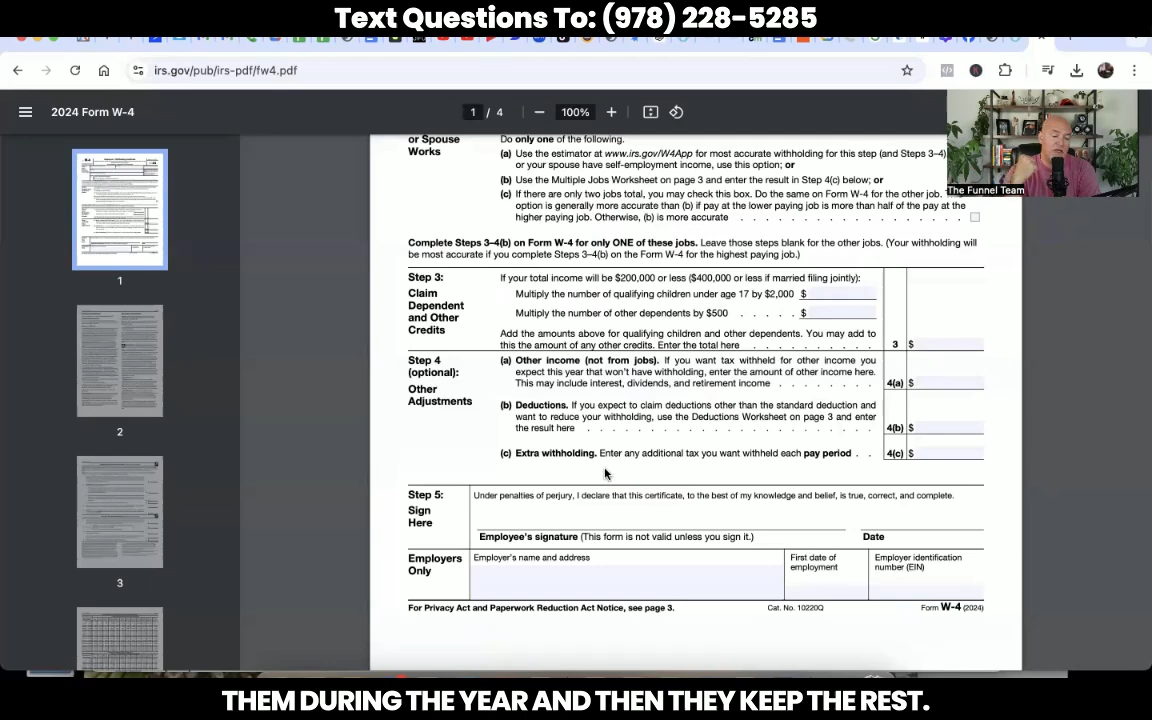 Text Questions To: (978) 228-5285
irs.gov/pub/irs-pdf/fw4.pdf
2024 Form W-4
1 / 4
100%
The Funnel Team
1
2
3
or Spouse
Works
Do only one of the following.
(a) Use the estimator at www.irs.gov/W4App for most accurate withholding for this step (and Steps 3–4)
or your spouse have self-employment income, use this option; or
(b) Use the Multiple Jobs Worksheet on page 3 and enter the result in Step 4(c) below; or
(c) If there are only two jobs total, you may check this box. Do the same on Form W-4 for the other job.
option is generally more accurate than (b) if pay at the lower paying job is more than half of the pay at the
higher paying job. Otherwise, (b) is more accurate . . . . . . . . . . . . . . . . . .
Complete Steps 3–4(b) on Form W-4 for only ONE of these jobs. Leave those steps blank for the other jobs. (Your withholding will
be most accurate if you complete Steps 3–4(b) on the Form W-4 for the highest paying job.)
Step 3:
Claim
Dependent
and Other
Credits
If your total income will be $200,000 or less ($400,000 or less if married filing jointly):
Multiply the number of qualifying children under age 17 by $2,000 $
Multiply the number of other dependents by $500 . . . . . $
Add the amounts above for qualifying children and other dependents. You may add to
this the amount of any other credits. Enter the total here . . . . . . . . . . 3 $
Step 4
(optional):
Other
Adjustments
(a) Other income (not from jobs). If you want tax withheld for other income you
expect this year that won't have withholding, enter the amount of other income here.
This may include interest, dividends, and retirement income . . . . . . . . 4(a) $
(b) Deductions. If you expect to claim deductions other than the standard deduction and
want to reduce your withholding, use the Deductions Worksheet on page 3 and enter
the result here . . . . . . . . . . . . . . . . . . . . . . 4(b) $
(c) Extra withholding. Enter any additional tax you want withheld each pay period . . 4(c) $
Step 5:
Sign
Here
Under penalties of perjury, I declare that this certificate, to the best of my knowledge and belief, is true, correct, and complete.
Employee's signature (This form is not valid unless you sign it.)
Date
Employers
Only
Employer's name and address
First date of
employment
Employer identification
number (EIN)
For Privacy Act and Paperwork Reduction Act Notice, see page 3.
Cat. No. 10220Q
Form W-4 (2024)
THEM DURING THE YEAR AND THEN THEY KEEP THE REST.